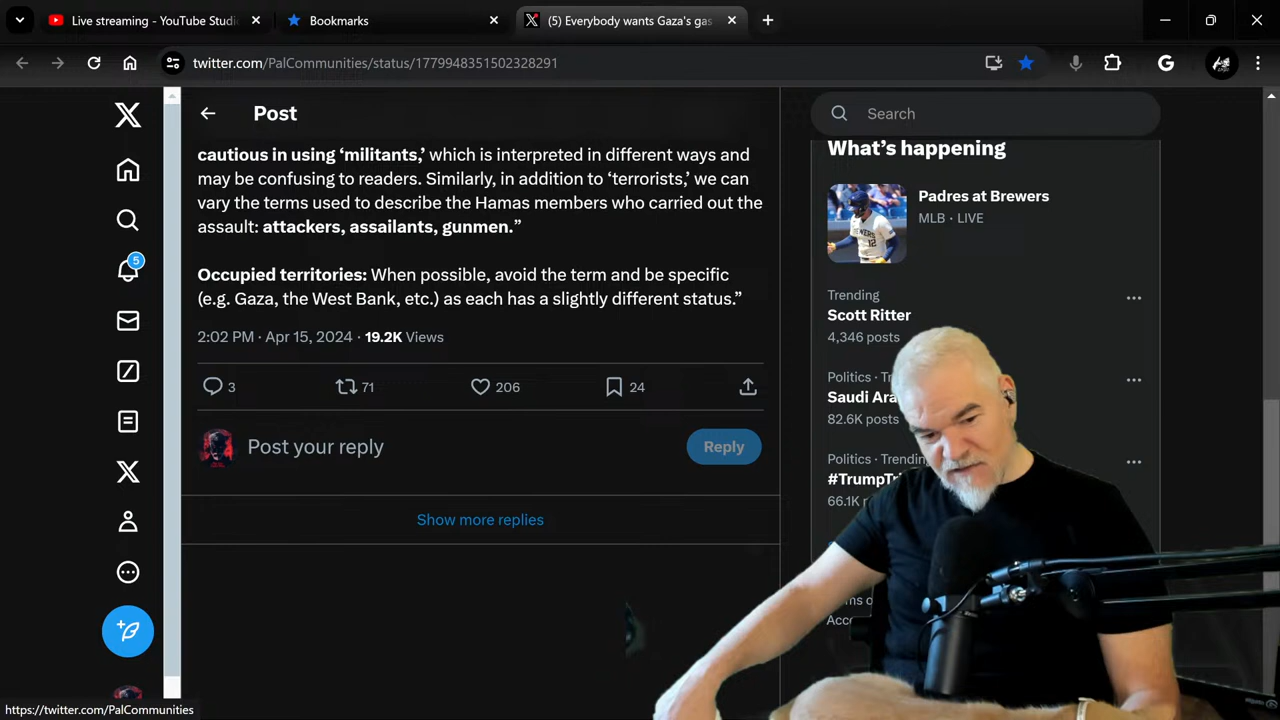 Live streaming - YouTube Studi
Bookmarks
(5) Everybody wants Gaza's gas
twitter.com/PalCommunities/status/1779948351502328291
Post
cautious in using ‘militants,’ which is interpreted in different ways and
may be confusing to readers. Similarly, in addition to ‘terrorists,’ we can
vary the terms used to describe the Hamas members who carried out the
assault: attackers, assailants, gunmen.”
Occupied territories: When possible, avoid the term and be specific
(e.g. Gaza, the West Bank, etc.) as each has a slightly different status.”
2:02 PM · Apr 15, 2024 · 19.2K Views
3
71
206
24
Post your reply
Reply
Show more replies
5
Search
What’s happening
Padres at Brewers
MLB · LIVE
Trending
Scott Ritter
4,346 posts
Politics · Tr
Saudi Ara
82.6K posts
Politics · Trendin
#TrumpTr
66.1K
https://twitter.com/PalCommunities